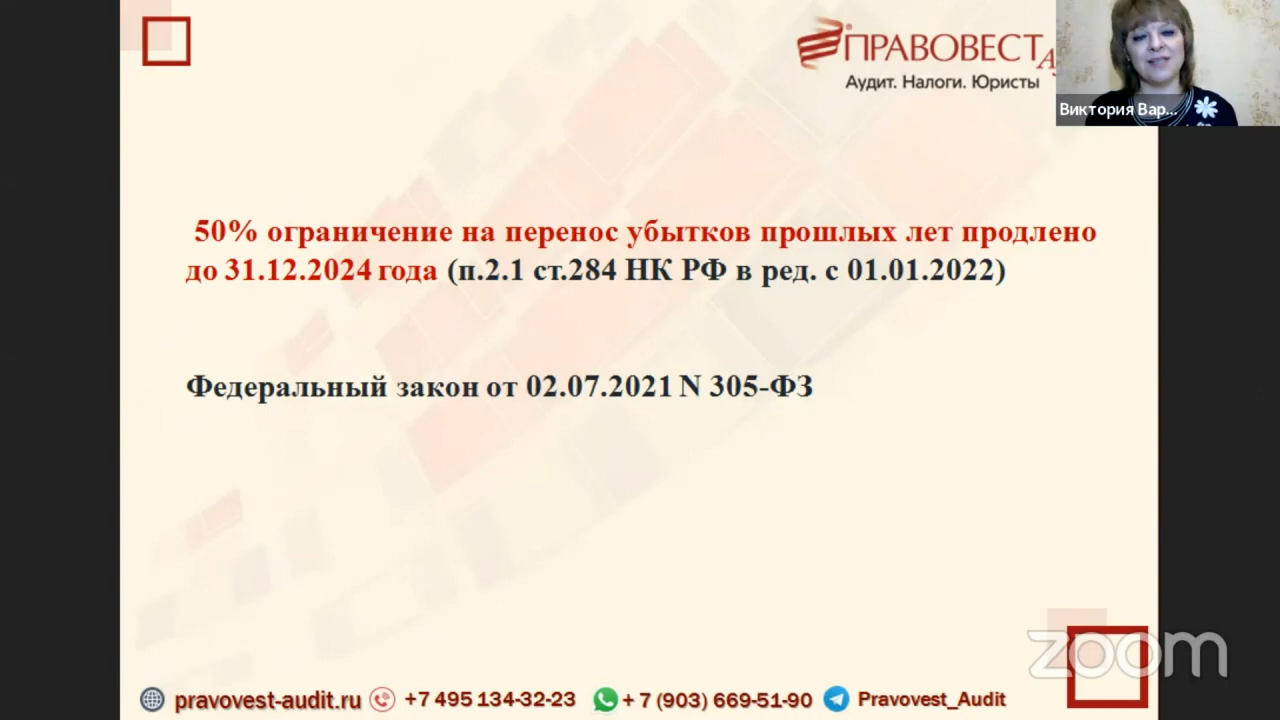 ПРАВОВЕСТ
Аудит. Налоги. Юристы
Виктория Вар...
50% ограничение на перенос убытков прошлых лет продлено
до 31.12.2024 года (п.2.1 ст.284 НК РФ в ред. с 01.01.2022)
Федеральный закон от 02.07.2021 N 305-ФЗ
zoom
pravovest-audit.ru +7 495 134-32-23 + 7 (903) 669-51-90 Pravovest_Audit